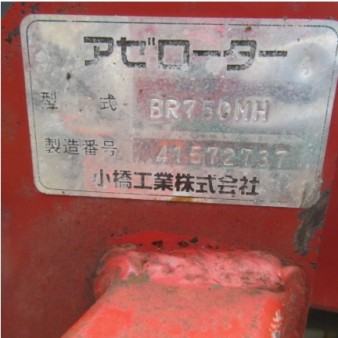 アゼローター
型 式 BR750MH
製造番号 41572737
小橋工業株式会社